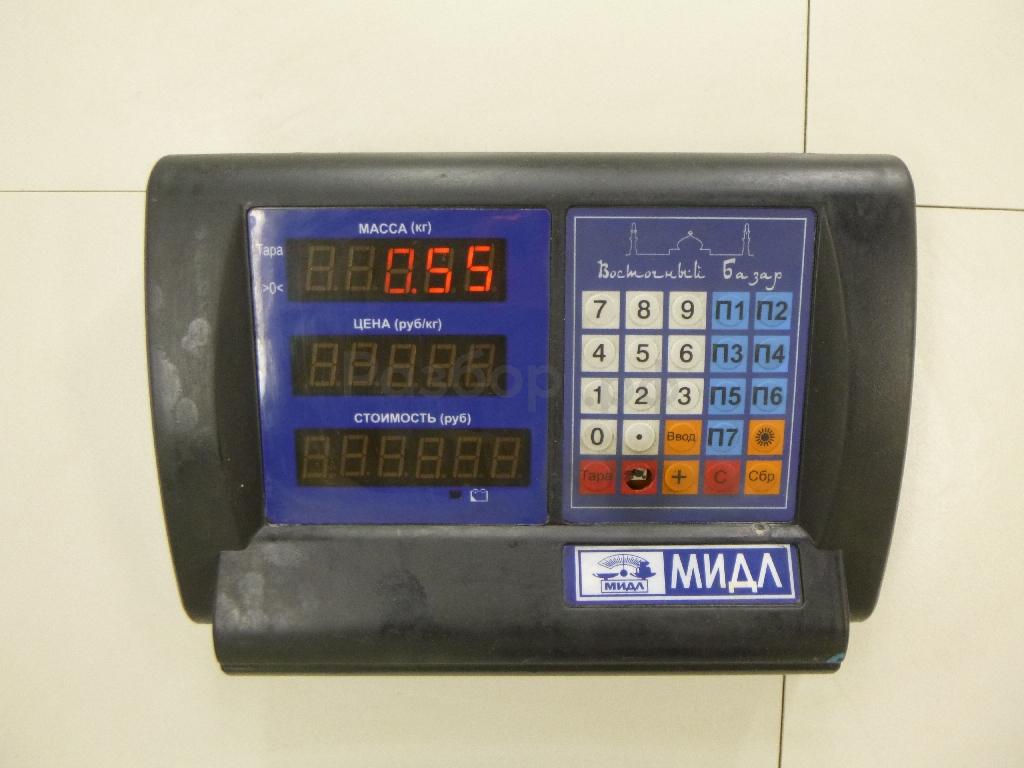 МАССА (кг)
Тара
0.55
>0<
ЦЕНА (руб/кг)
СТОИМОСТЬ (руб)
Восточный Базар
7 8 9 П1 П2
4 5 6 П3 П4
1 2 3 П5 П6
0 . Ввод П7
Тара + С Сбр
МИДЛ
МИДЛ